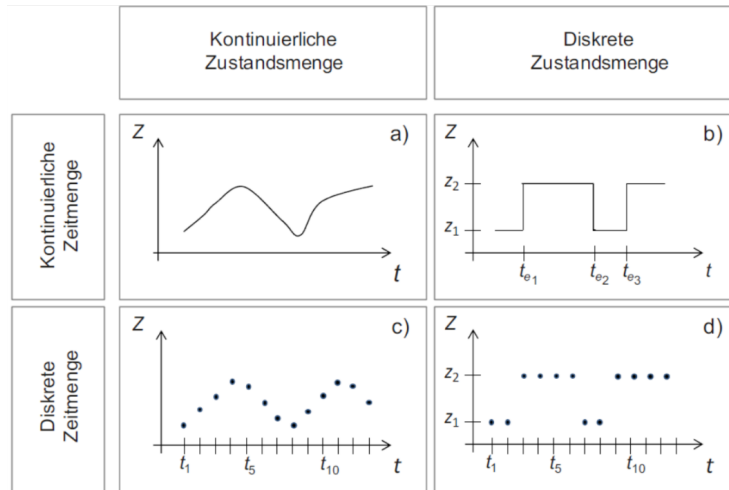 Kontinuierliche
Zustandsmenge
Diskrete
Zustandsmenge
Kontinuierliche
Zeitmenge
Z
a)
t
Z
b)
z2
z1
te1
te2
te3
t
Diskrete
Zeitmenge
Z
c)
t1
t5
t10
t
Z
d)
z2
z1
t1
t5
t10
t